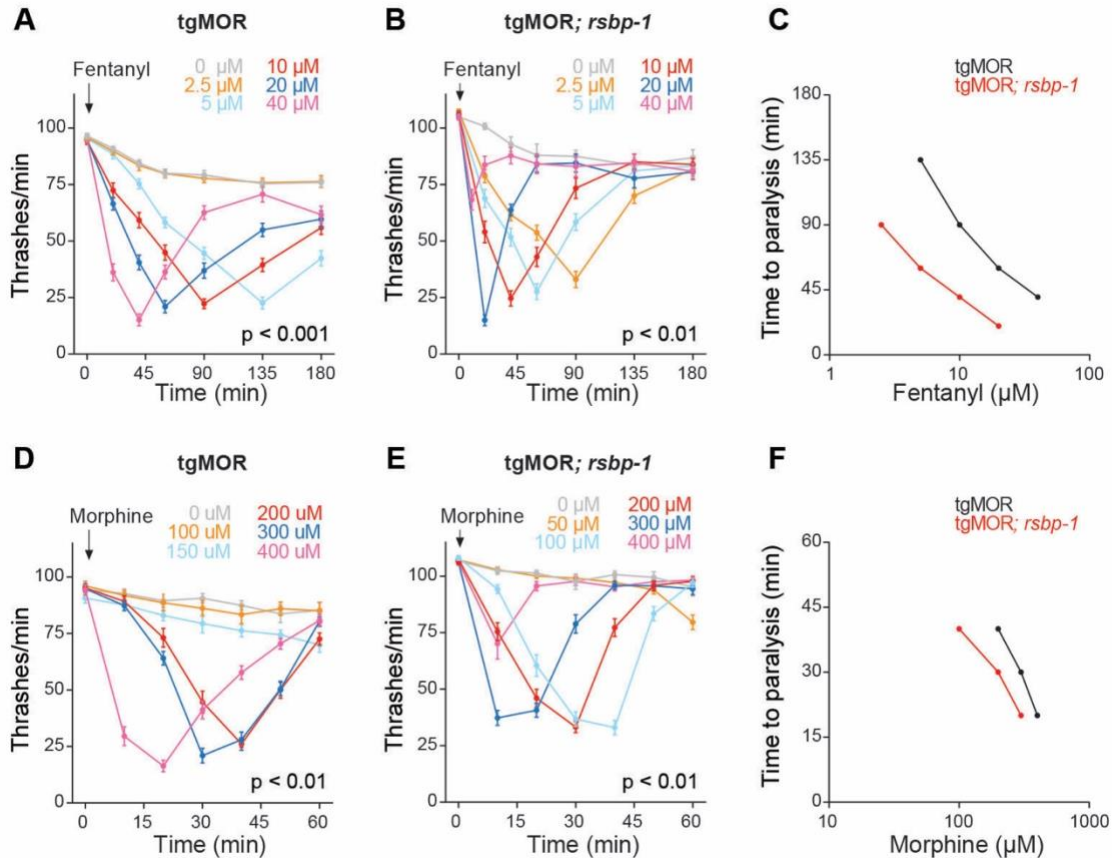 A
tgMOR
Fentanyl
0 µM 10 µM
2.5 µM 20 µM
5 µM 40 µM
Thrashes/min
100
75
50
25
0
p < 0.001
0 45 90 135 180
Time (min)
B
tgMOR; rsbp-1
Fentanyl
0 µM 10 µM
2.5 µM 20 µM
5 µM 40 µM
Thrashes/min
100
75
50
25
0
p < 0.01
0 45 90 135 180
Time (min)
C
tgMOR
tgMOR; rsbp-1
Time to paralysis (min)
180
135
90
45
0
1 10 100
Fentanyl (µM)
D
tgMOR
Morphine
0 uM 200 uM
100 uM 300 uM
150 uM 400 uM
Thrashes/min
100
75
50
25
0
p < 0.01
0 15 30 45 60
Time (min)
E
tgMOR; rsbp-1
Morphine
0 µM 200 µM
50 µM 300 µM
100 µM 400 µM
Thrashes/min
100
75
50
25
0
p < 0.01
0 15 30 45 60
Time (min)
F
tgMOR
tgMOR; rsbp-1
Time to paralysis (min)
60
45
30
15
0
10 100 1000
Morphine (µM)